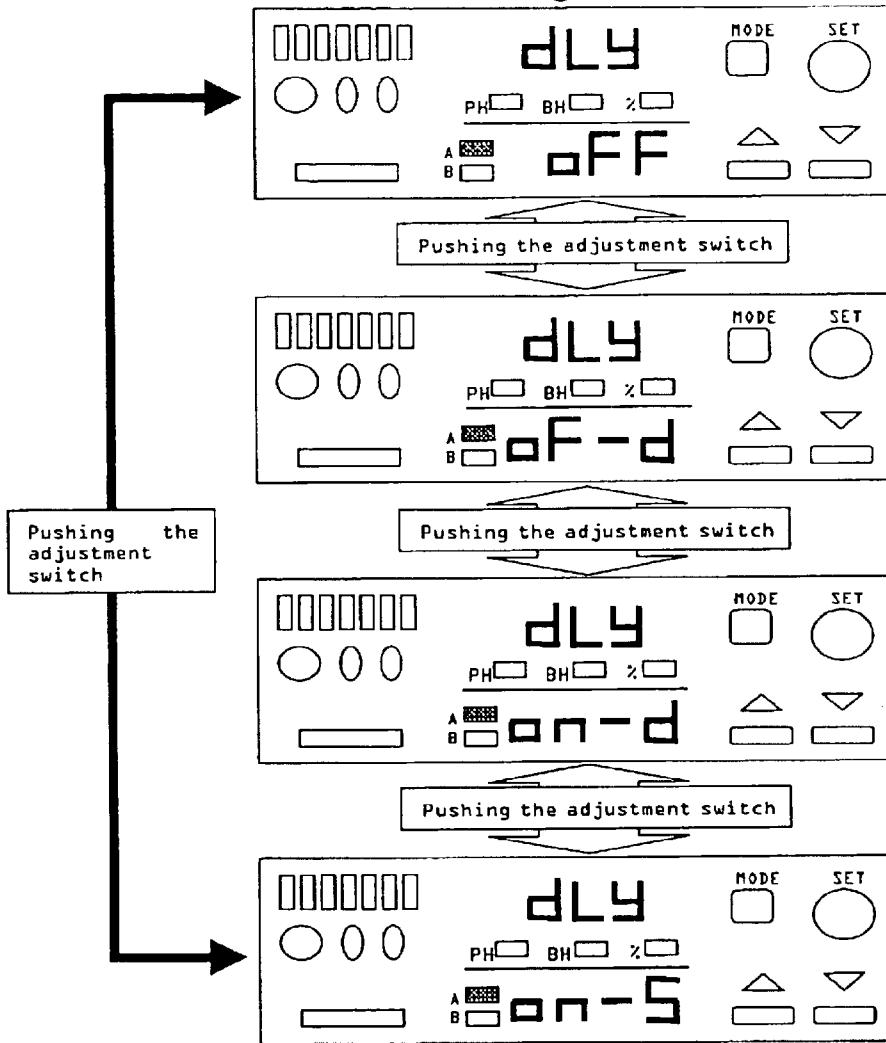 dLY
MODE SET
PH BH %
A
B
oFF
Pushing the adjustment switch
dLY
MODE SET
PH BH %
A
B
oF-d
Pushing the adjustment switch
Pushing the
adjustment
switch
dLY
MODE SET
PH BH %
A
B
on-d
Pushing the adjustment switch
dLY
MODE SET
PH BH %
A
B
on-S